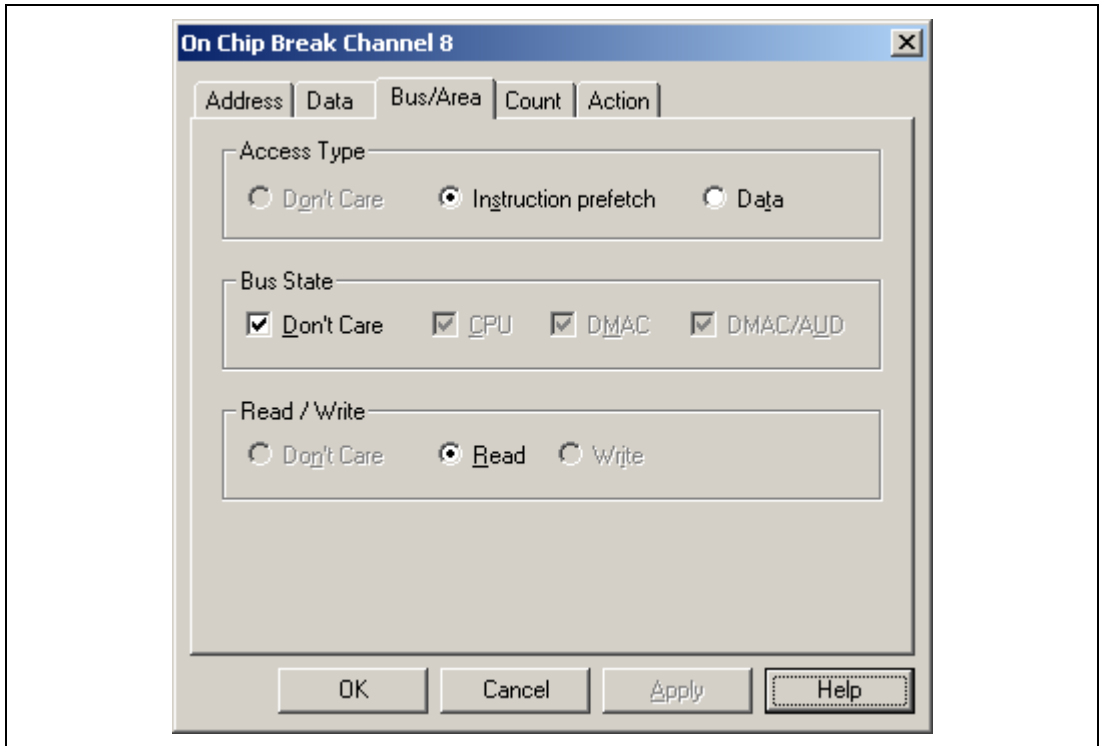 On Chip Break Channel 8
Address Data Bus/Area Count Action
Access Type
Don't Care Instruction prefetch Data
Bus State
Don't Care CPU DMAC DMAC/AUD
Read / Write
Don't Care Read Write
OK Cancel Apply Help